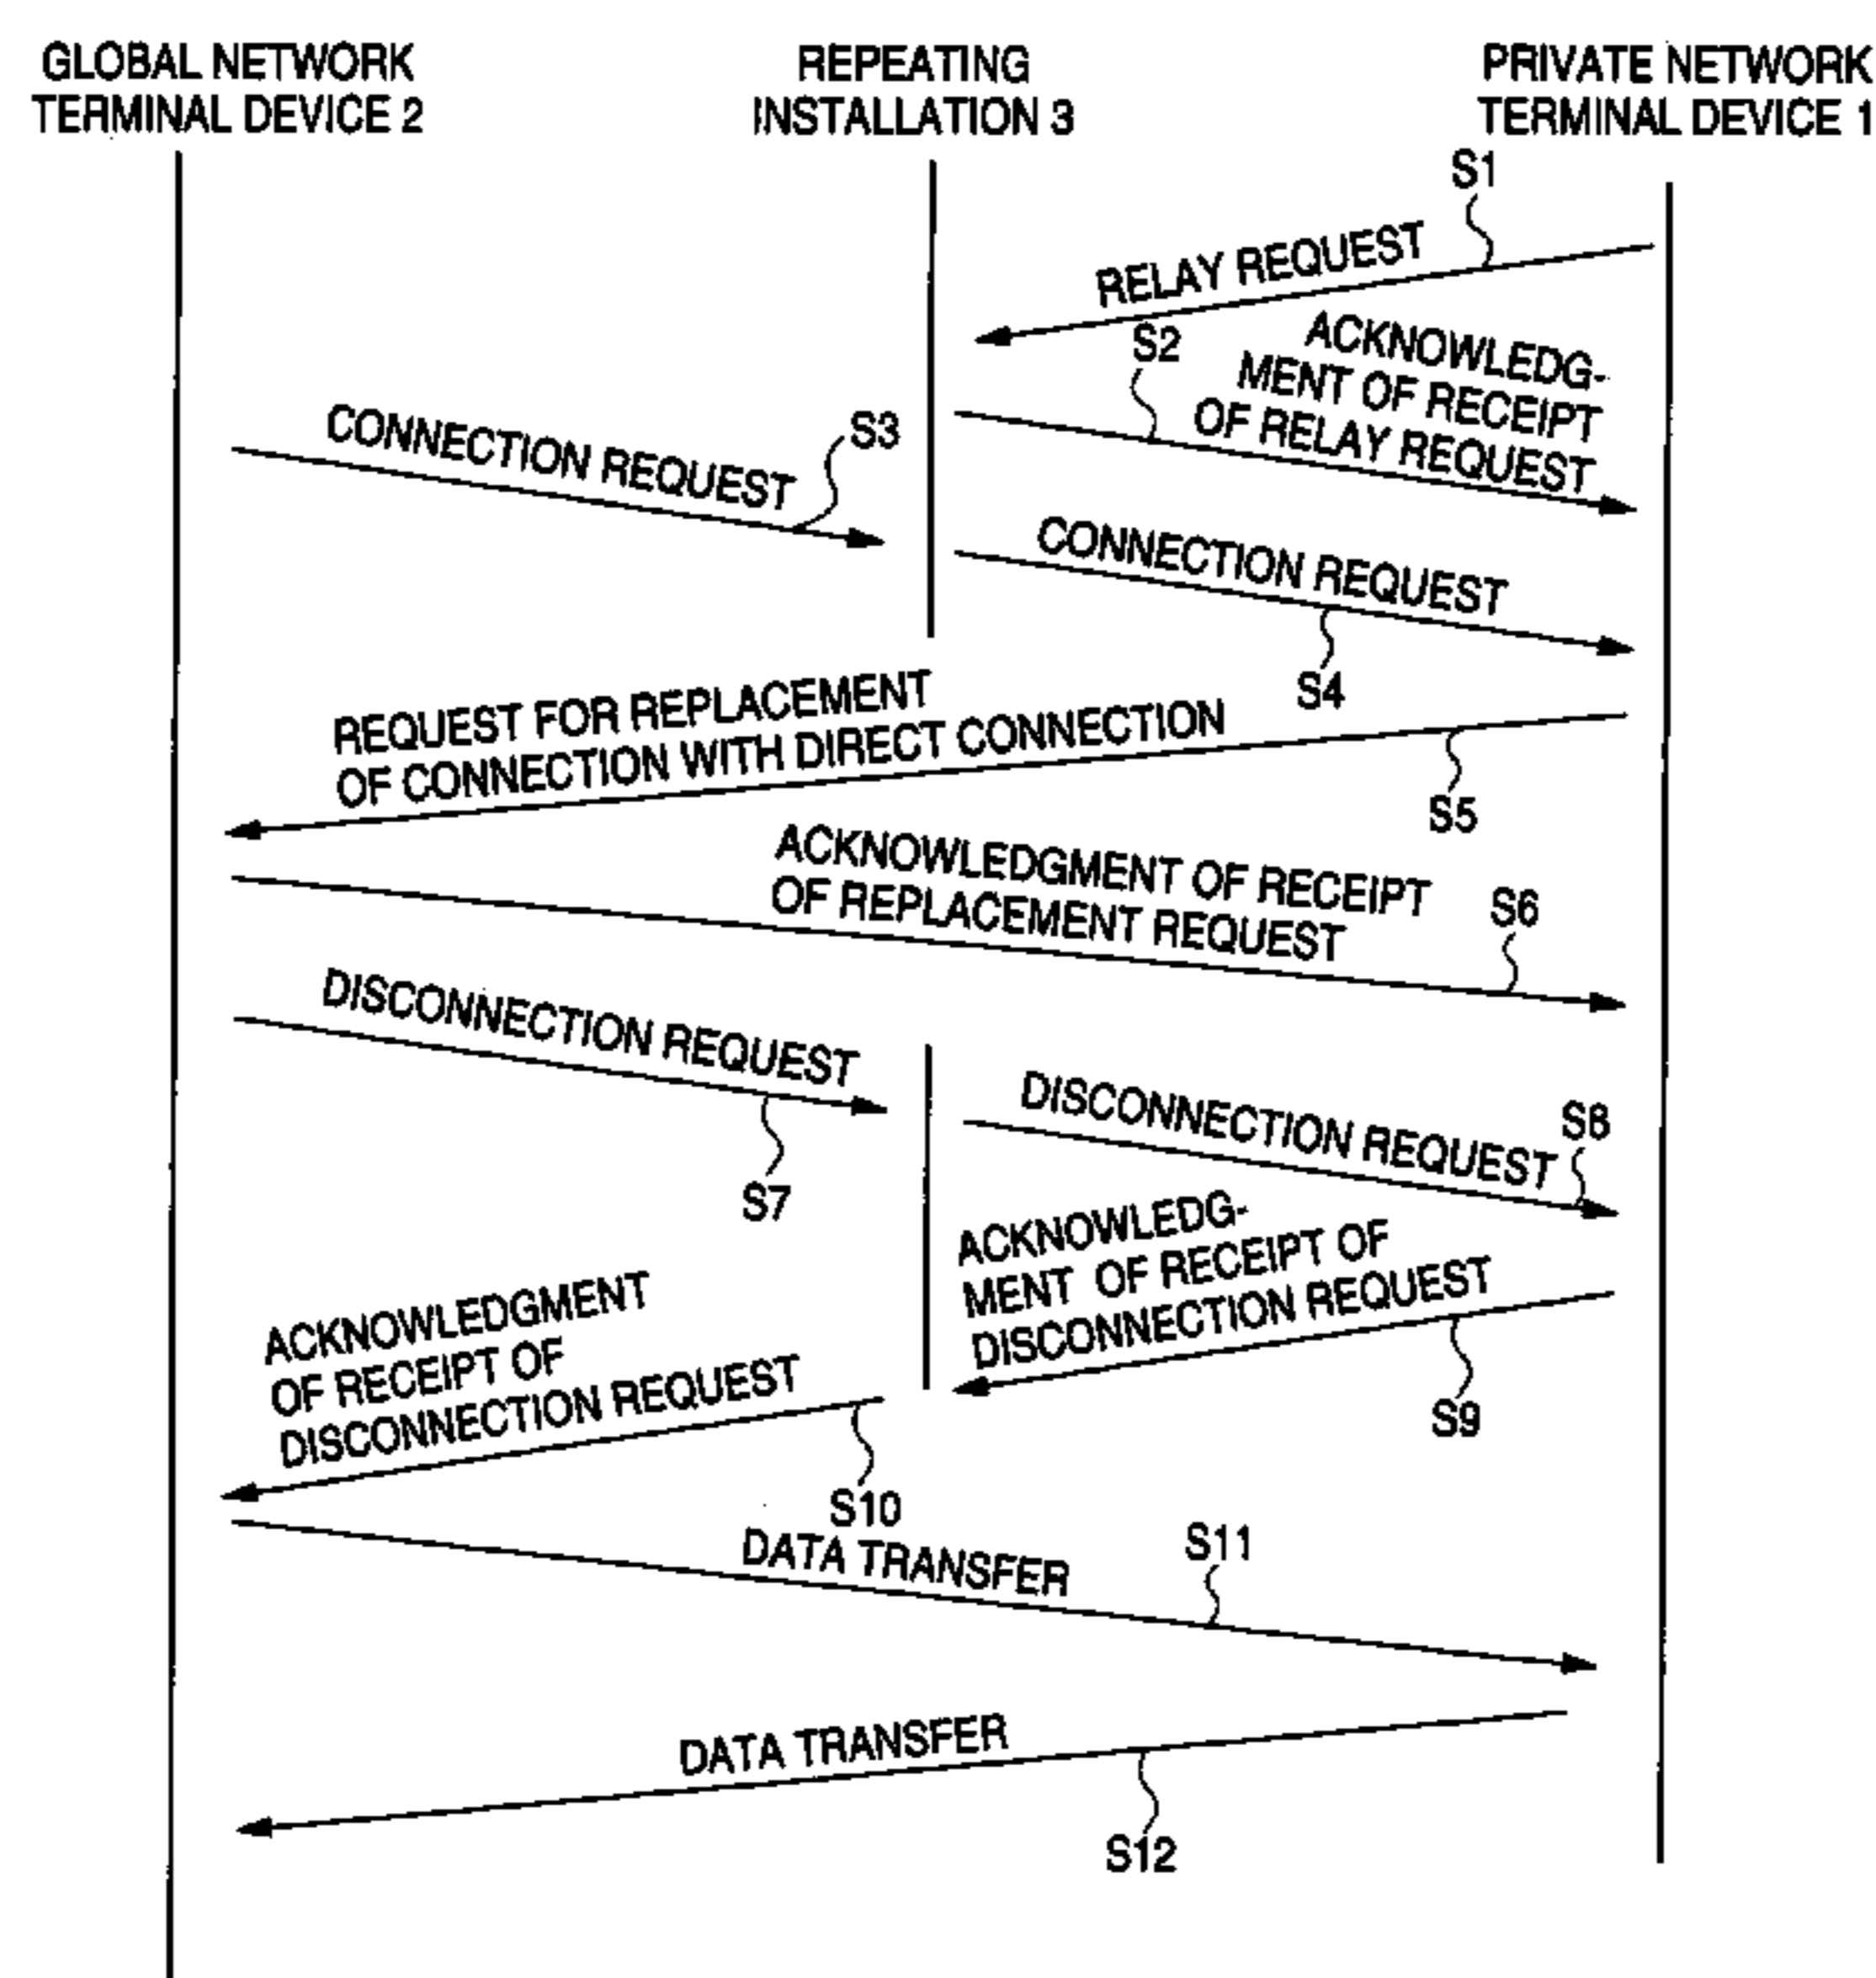 GLOBAL NETWORK
TERMINAL DEVICE 2
REPEATING
INSTALLATION 3
PRIVATE NETWORK
TERMINAL DEVICE 1
S1
RELAY REQUEST
S2
ACKNOWLEDG-
MENT OF RECEIPT
OF RELAY REQUEST
CONNECTION REQUEST
S3
CONNECTION REQUEST
S4
REQUEST FOR REPLACEMENT
OF CONNECTION WITH DIRECT CONNECTION
S5
ACKNOWLEDGMENT OF RECEIPT
OF REPLACEMENT REQUEST
S6
DISCONNECTION REQUEST
S7
DISCONNECTION REQUEST
S8
ACKNOWLEDG-
MENT OF RECEIPT OF
DISCONNECTION REQUEST
S9
ACKNOWLEDGMENT
OF RECEIPT OF
DISCONNECTION REQUEST
S10
DATA TRANSFER
S11
DATA TRANSFER
S12